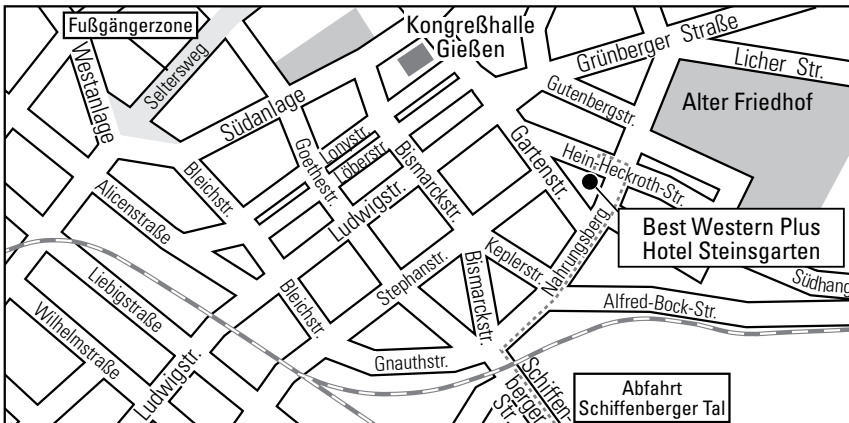 Fußgängerzone
Kongreßhalle
Gießen
Grünberger Straße
Licher Str.
Westanlage
Seltersweg
Südanlage
Gutenbergstr.
Alter Friedhof
Lonystr.
Löberstr.
Goethestr.
Bismarckstr.
Gartenstr.
Hein-Heckroth-Str.
Bleichstr.
Alicenstraße
Ludwigstr.
Best Western Plus
Hotel Steinsgarten
Nahrungsberg
Keplerstr.
Stephanstr.
Bismarckstr.
Südhang
Liebigstraße
Bleichstr.
Alfred-Bock-Str.
Wilhelmstraße
Ludwigstr.
Gnauthstr.
Schiffen-
berger
Str.
Abfahrt
Schiffenberger Tal